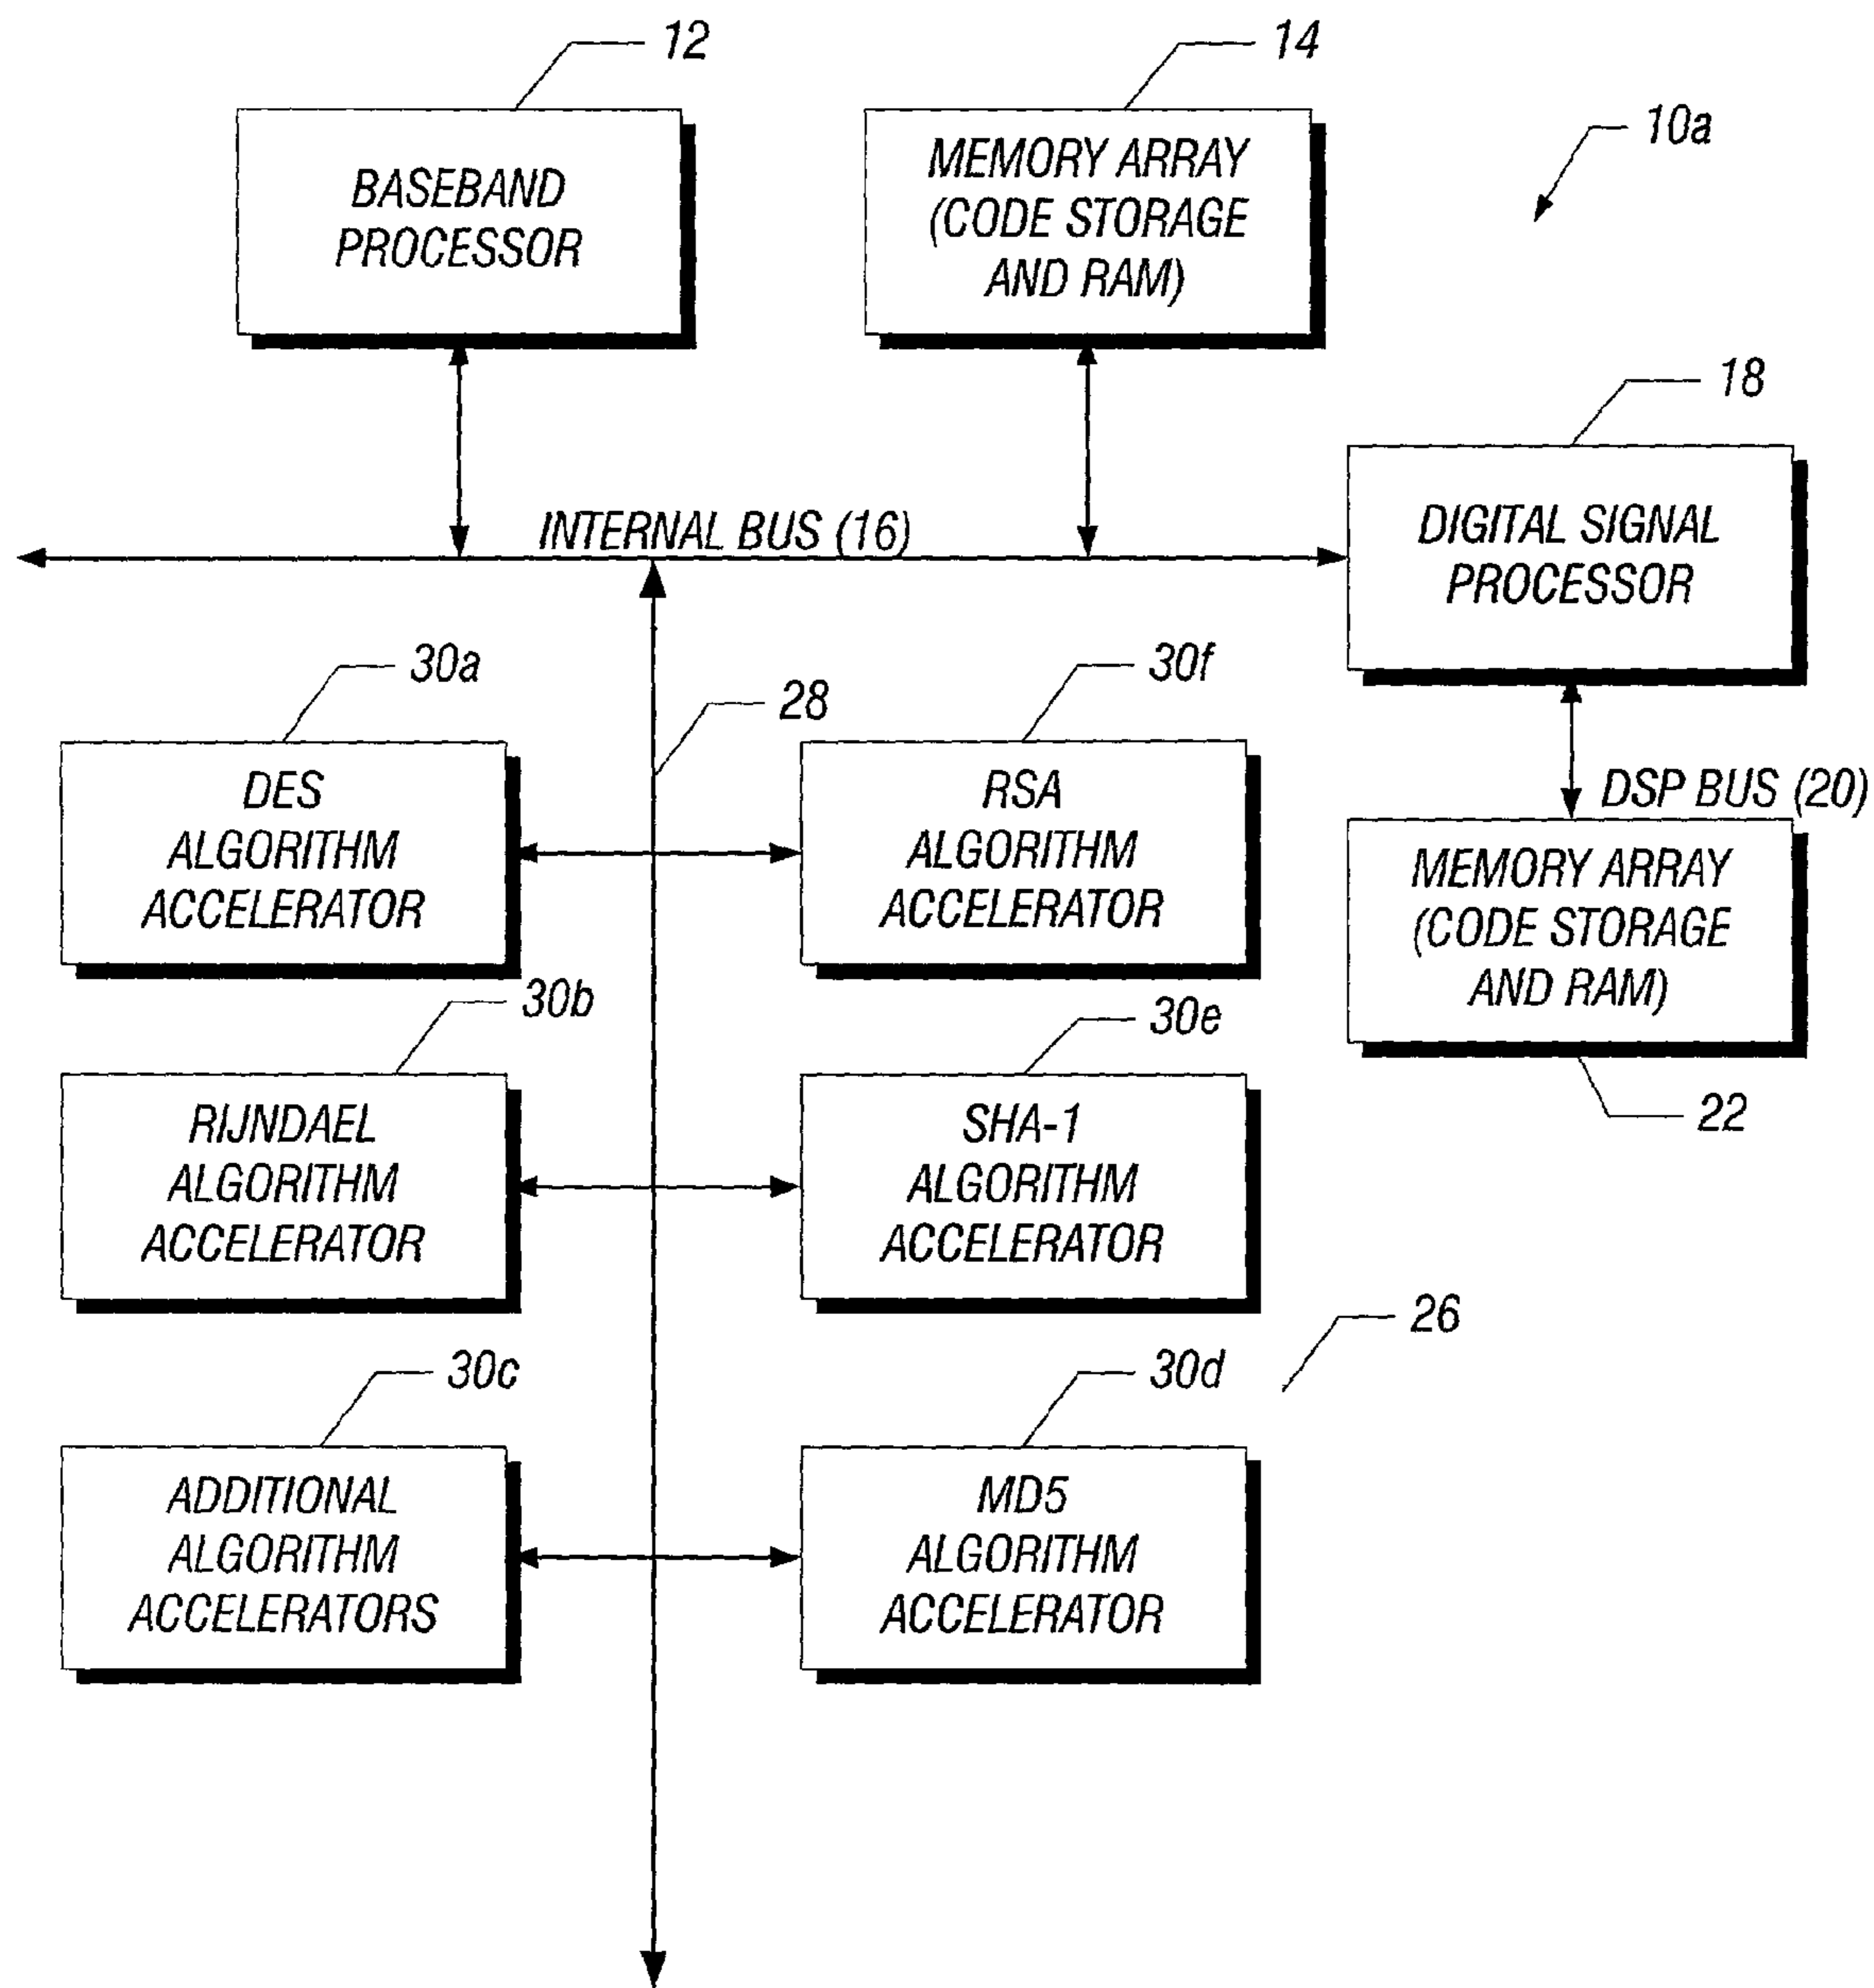 12
14
10a
BASEBAND
PROCESSOR
MEMORY ARRAY
(CODE STORAGE
AND RAM)
18
INTERNAL BUS (16)
DIGITAL SIGNAL
PROCESSOR
30a
30f
28
DES
ALGORITHM
ACCELERATOR
RSA
ALGORITHM
ACCELERATOR
DSP BUS (20)
MEMORY ARRAY
(CODE STORAGE
AND RAM)
22
30b
30e
RIJNDAEL
ALGORITHM
ACCELERATOR
SHA-1
ALGORITHM
ACCELERATOR
26
30c
30d
ADDITIONAL
ALGORITHM
ACCELERATORS
MD5
ALGORITHM
ACCELERATOR